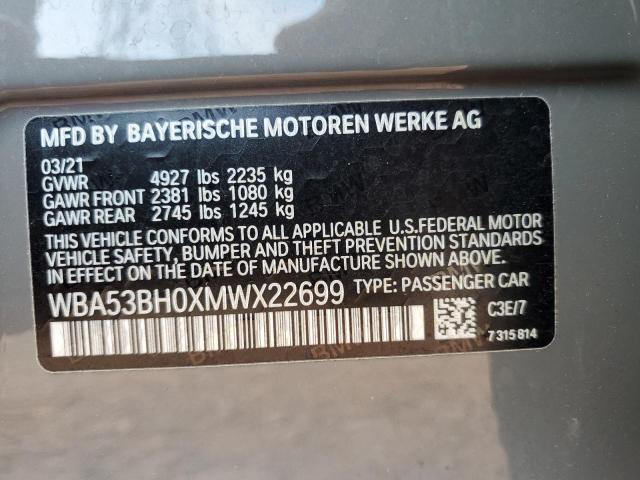 MFD BY BAYERISCHE MOTOREN WERKE AG
03/21
GVWR 4927 lbs 2235 kg
GAWR FRONT 2381 lbs 1080 kg
GAWR REAR 2745 lbs 1245 kg
THIS VEHICLE CONFORMS TO ALL APPLICABLE U.S.FEDERAL MOTOR
VEHICLE SAFETY, BUMPER AND THEFT PREVENTION STANDARDS
IN EFFECT ON THE DATE OF MANUFACTURE SHOWN ABOVE.
WBA53BH0XMWX22699 TYPE: PASSENGER CAR
C3E/7
7 315 814